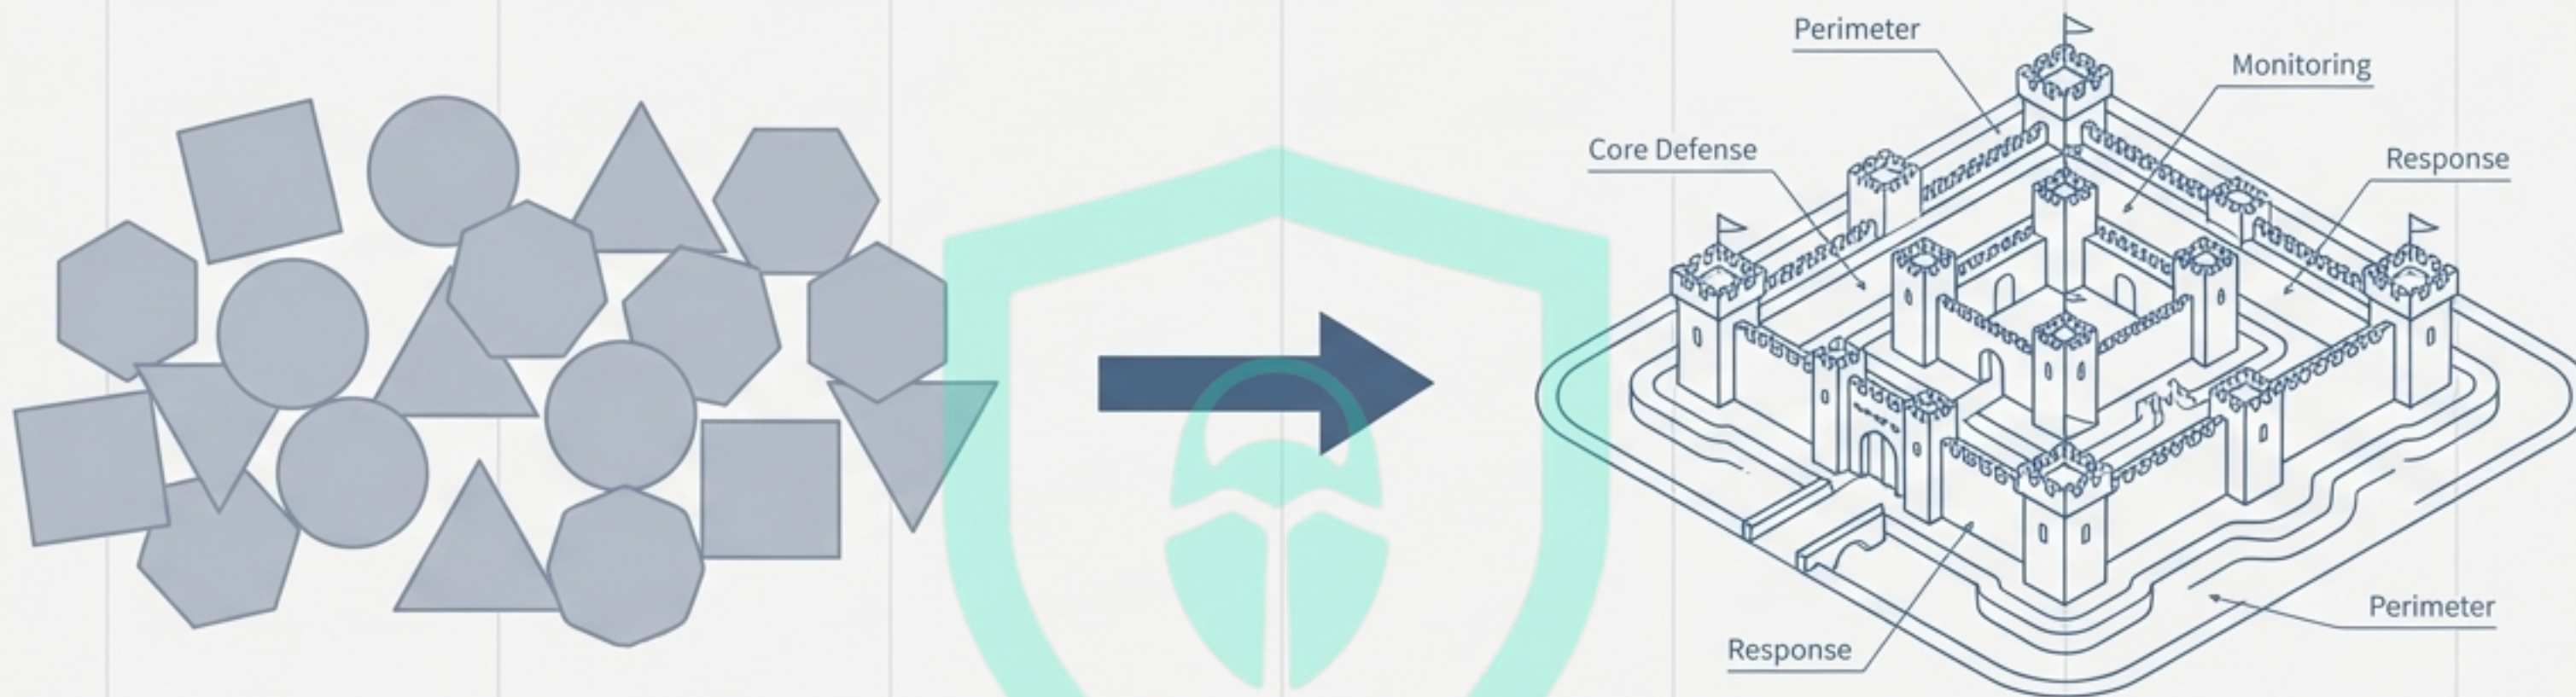 Perimeter
Monitoring
Core Defense
Response
Perimeter
Response